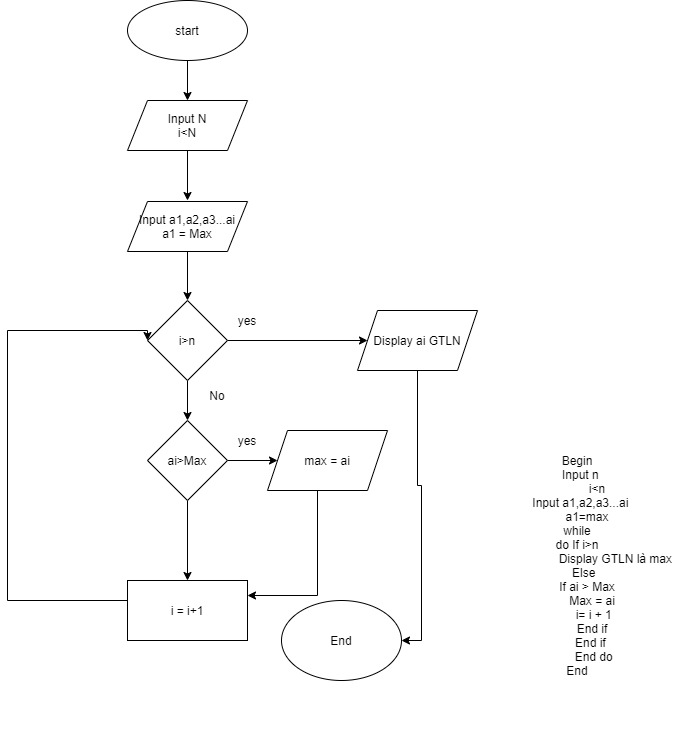 start
Input N
i<N
Input a1,a2,a3...ai
a1 = Max
i>n
yes
Display ai GTLN
No
ai>Max
yes
max = ai
i = i+1
End
Begin
Input n
i<n
Input a1,a2,a3...ai
a1=max
while
do If i>n
Display GTLN là max
Else
If ai > Max
Max = ai
i= i + 1
End if
End if
End do
End